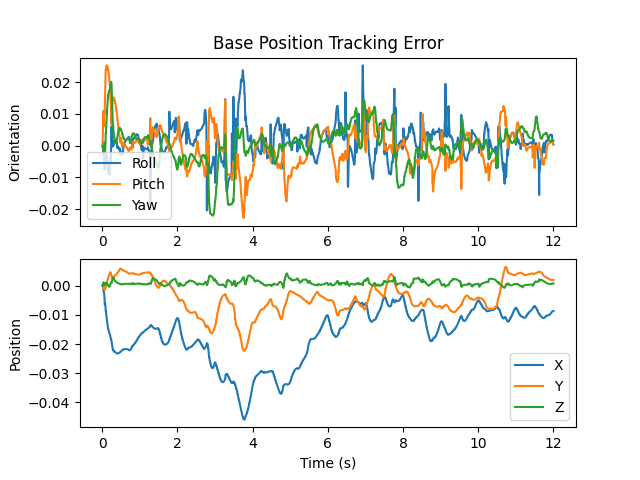 Base Position Tracking Error
Orientation
0.02
0.01
0.00
−0.01
−0.02
Roll
Pitch
Yaw
0 2 4 6 8 10 12
Position
0.00
−0.01
−0.02
−0.03
−0.04
X
Y
Z
0 2 4 6 8 10 12
Time (s)